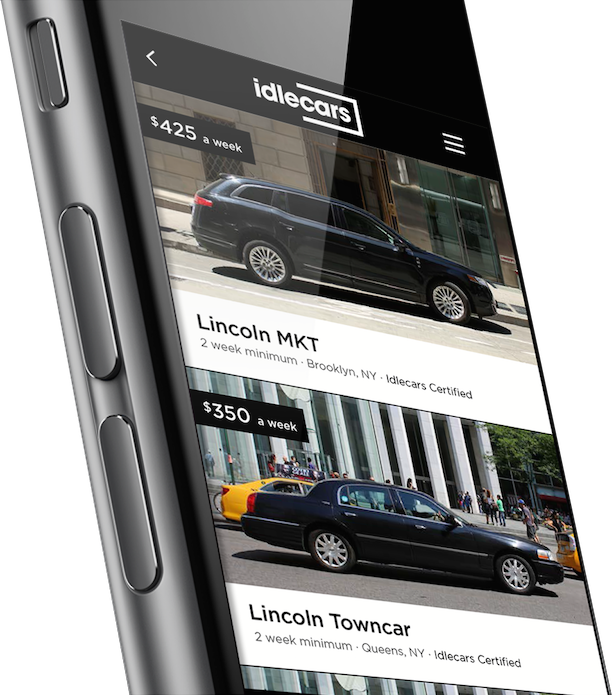 idlecars
$425 a week
Lincoln MKT
2 week minimum · Brooklyn, NY · Idlecars Certified
$350 a week
Lincoln Towncar
2 week minimum · Queens, NY · Idlecars Certified